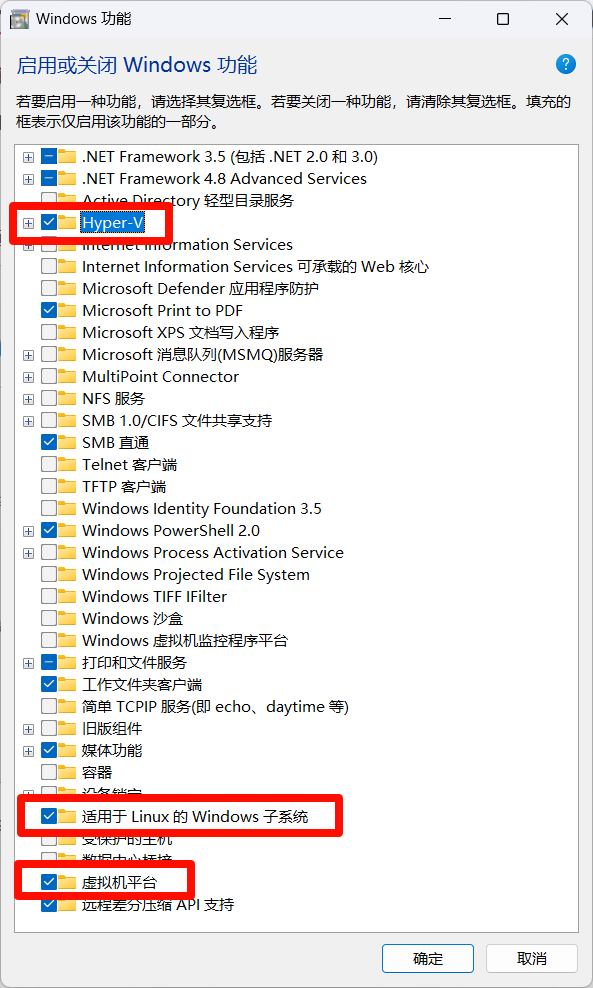 Windows 功能
启用或关闭 Windows 功能
?
若要启用一种功能，请选择其复选框。若要关闭一种功能，请清除其复选框。填充的
框表示仅启用该功能的一部分。
.NET Framework 3.5 (包括 .NET 2.0 和 3.0)
.NET Framework 4.8 Advanced Services
Active Directory 轻型目录服务
Hyper-V
Internet Information Services
Internet Information Services 可承载的 Web 核心
Microsoft Defender 应用程序防护
Microsoft Print to PDF
Microsoft XPS 文档写入程序
Microsoft 消息队列(MSMQ)服务器
MultiPoint Connector
NFS 服务
SMB 1.0/CIFS 文件共享支持
SMB 直通
Telnet 客户端
TFTP 客户端
Windows Identity Foundation 3.5
Windows PowerShell 2.0
Windows Process Activation Service
Windows Projected File System
Windows TIFF IFilter
Windows 沙盒
Windows 虚拟机监控程序平台
打印和文件服务
工作文件夹客户端
简单 TCPIP 服务(即 echo、daytime 等)
旧版组件
媒体功能
容器
设备锁定
适用于 Linux 的 Windows 子系统
受保护的主机
数据中心桥接
虚拟机平台
远程差分压缩 API 支持
确定
取消